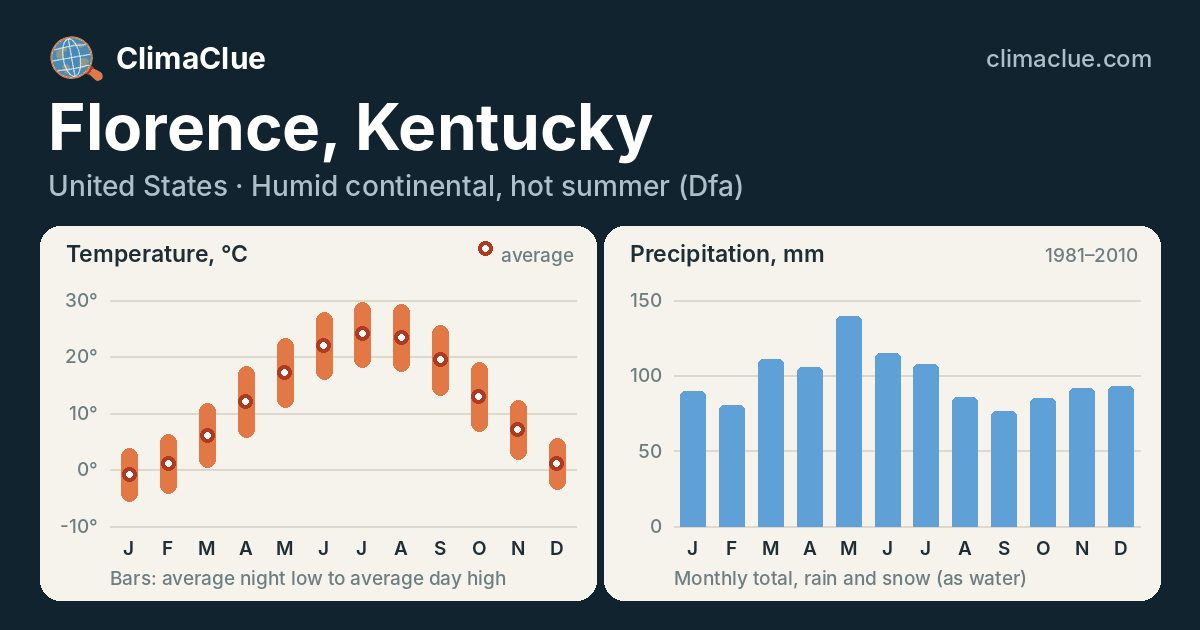 ClimaClue
climaclue.com
Florence, Kentucky
United States · Humid continental, hot summer (Dfa)
Temperature, °C
average
30°
20°
10°
0°
-10°
J F M A M J J A S O N D
Bars: average night low to average day high
Precipitation, mm
1981–2010
150
100
50
0
J F M A M J J A S O N D
Monthly total, rain and snow (as water)